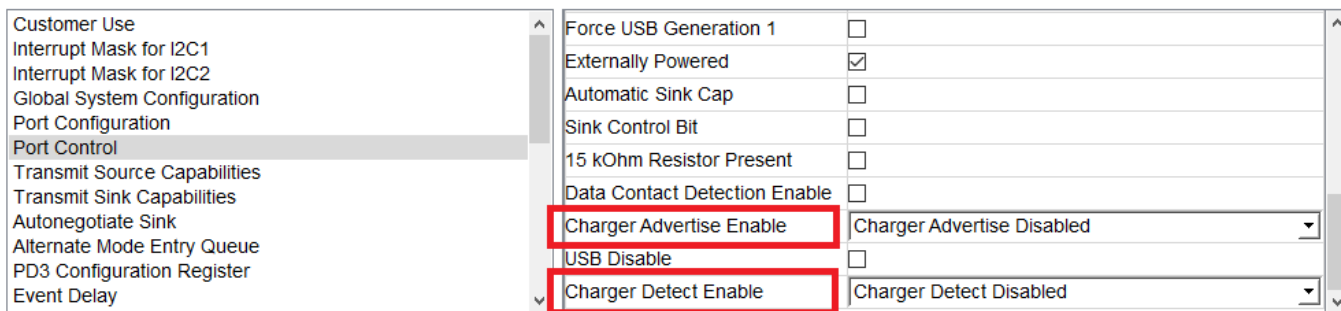 Customer Use
Interrupt Mask for I2C1
Interrupt Mask for I2C2
Global System Configuration
Port Configuration
Port Control
Transmit Source Capabilities
Transmit Sink Capabilities
Autonegotiate Sink
Alternate Mode Entry Queue
PD3 Configuration Register
Event Delay
Force USB Generation 1
Externally Powered
Automatic Sink Cap
Sink Control Bit
15 kOhm Resistor Present
Data Contact Detection Enable
Charger Advertise Enable Charger Advertise Disabled
USB Disable
Charger Detect Enable Charger Detect Disabled